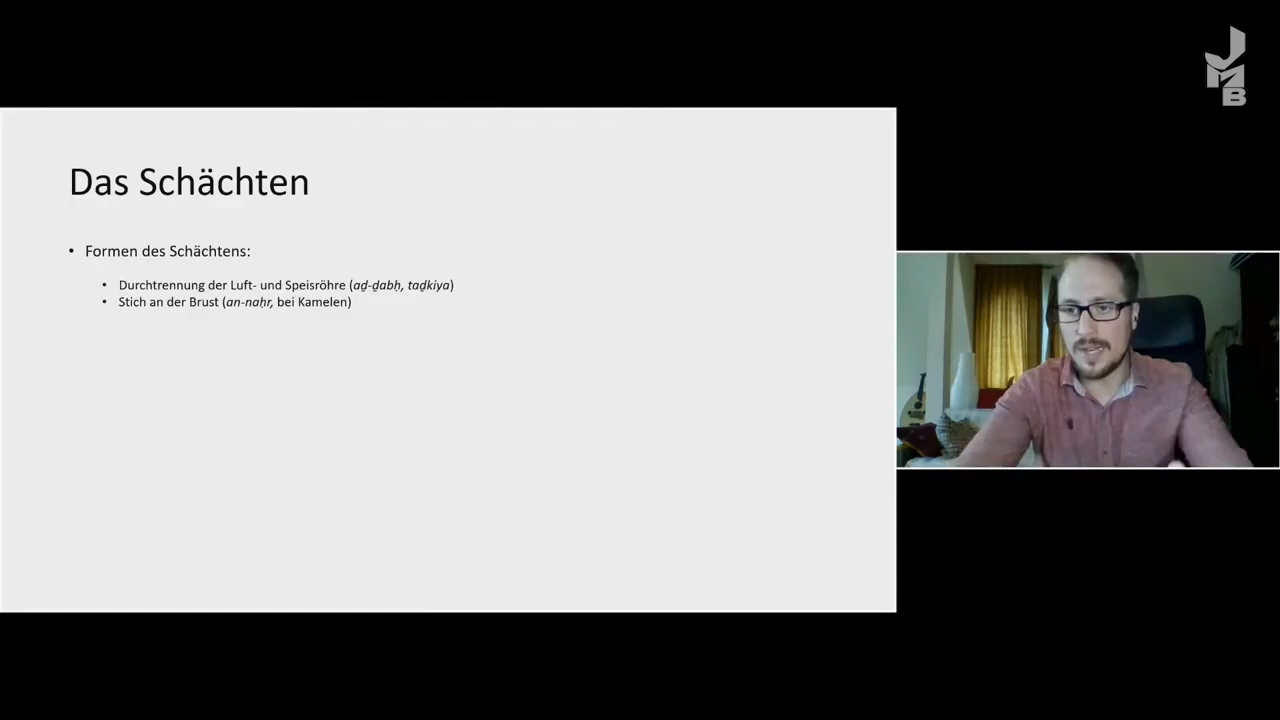 JMB
Das Schächten
• Formen des Schächtens:
• Durchtrennung der Luft- und Speisröhre (aḏ-ḏabḥ, taḏkiya)
• Stich an der Brust (an-naḥr, bei Kamelen)